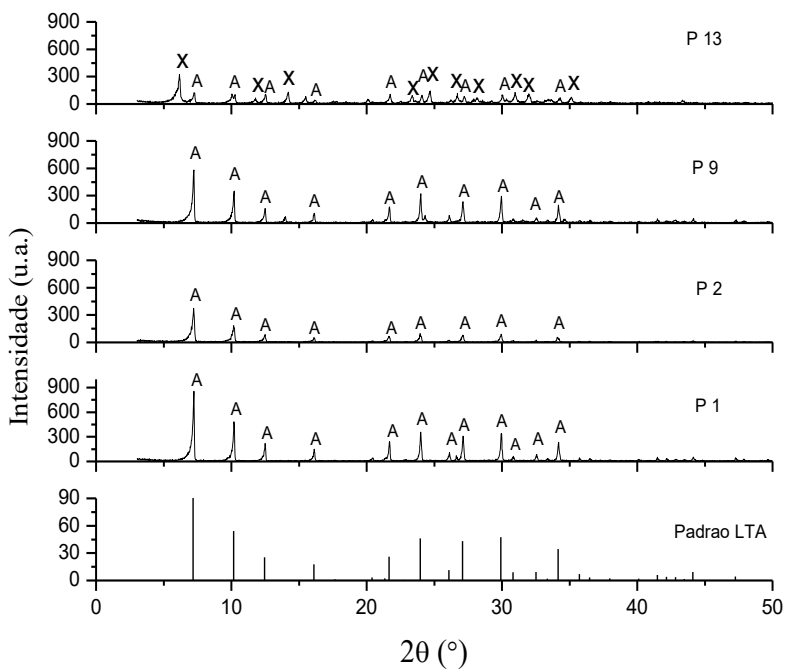 900
600
300
0
X A A X A X A A X A X X A X A X X A X P 13
900
600
300
0
A A A A A A A A A A P 9
900
600
300
0
A A A A A A A A A P 2
900
600
300
0
A A A A A A A A A A A P 1
90
60
30
0
Padrao LTA
0 10 20 30 40 50
2θ (°)
Intensidade (u.a.)